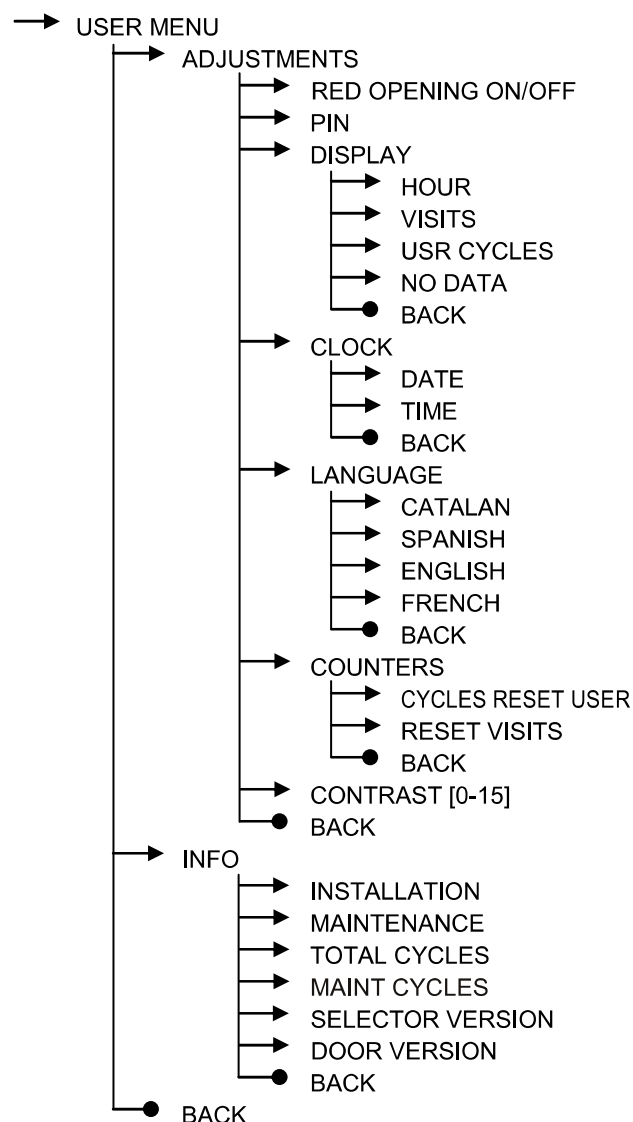 USER MENU
ADJUSTMENTS
RED OPENING ON/OFF
PIN
DISPLAY
HOUR
VISITS
USR CYCLES
NO DATA
BACK
CLOCK
DATE
TIME
BACK
LANGUAGE
CATALAN
SPANISH
ENGLISH
FRENCH
BACK
COUNTERS
CYCLES RESET USER
RESET VISITS
BACK
CONTRAST [0-15]
BACK
INFO
INSTALLATION
MAINTENANCE
TOTAL CYCLES
MAINT CYCLES
SELECTOR VERSION
DOOR VERSION
BACK
BACK